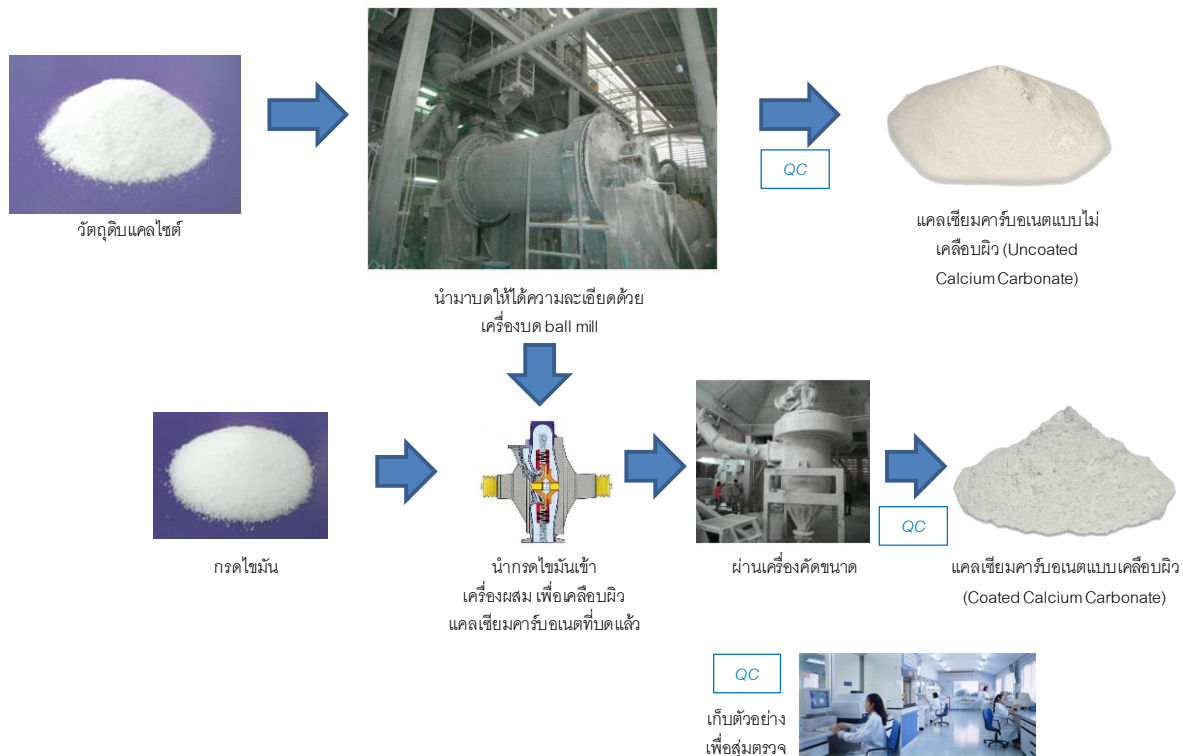 QC
วัตถุดิบแคลไซต์
แคลเซียมคาร์บอเนตแบบไม่
เคลือบผิว (Uncoated
Calcium Carbonate)
นำมาบดให้ได้ความละเอียดด้วย
เครื่องบด ball mill
QC
กรดไขมัน
นำกรดไขมันเข้า
เครื่องผสม เพื่อเคลือบผิว
แคลเซียมคาร์บอเนตที่บดแล้ว
ผ่านเครื่องคัดขนาด
แคลเซียมคาร์บอเนตแบบเคลือบผิว
(Coated Calcium Carbonate)
QC
เก็บตัวอย่าง
เพื่อสุ่มตรวจ